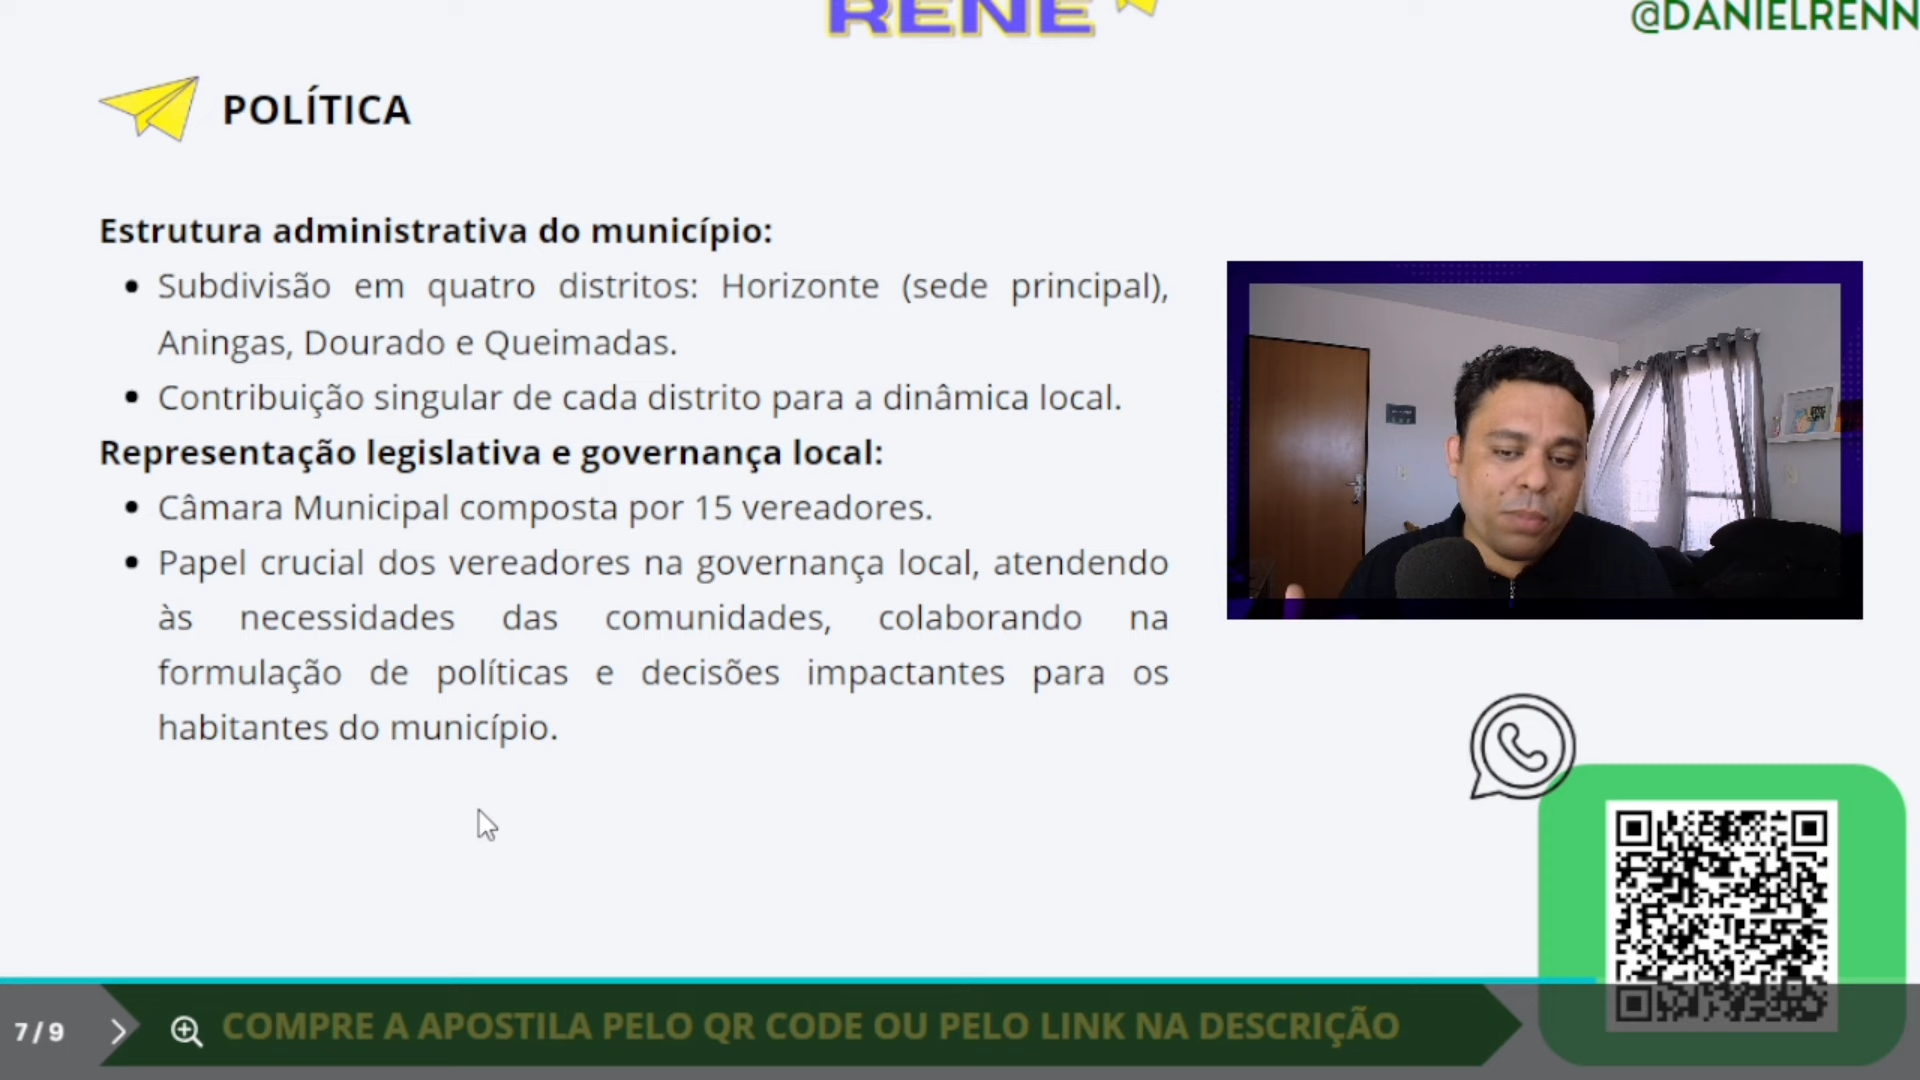 RENE
@DANIELRENN
POLÍTICA
Estrutura administrativa do município:
• Subdivisão em quatro distritos: Horizonte (sede principal),
Aningas, Dourado e Queimadas.
• Contribuição singular de cada distrito para a dinâmica local.
Representação legislativa e governança local:
• Câmara Municipal composta por 15 vereadores.
• Papel crucial dos vereadores na governança local, atendendo
às necessidades das comunidades, colaborando na
formulação de políticas e decisões impactantes para os
habitantes do município.
7/9
COMPRE A APOSTILA PELO QR CODE OU PELO LINK NA DESCRIÇÃO